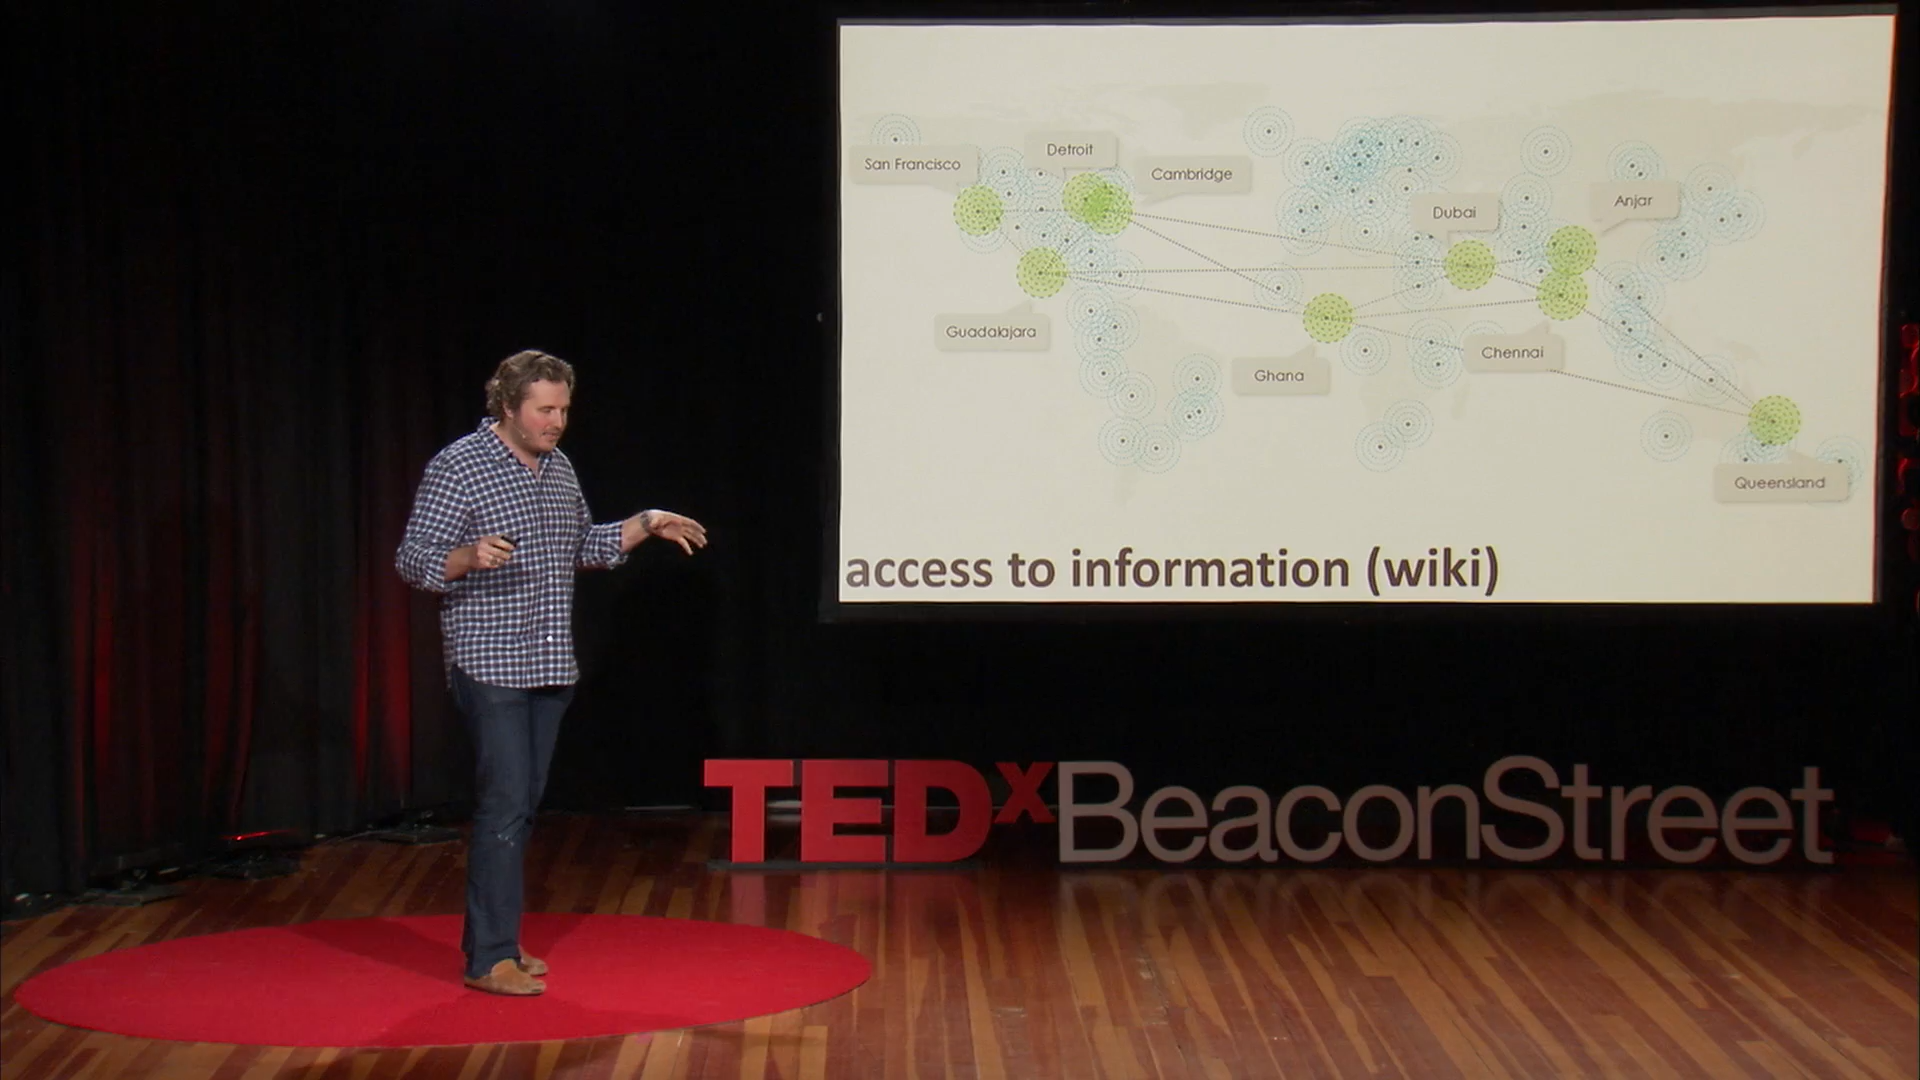 San Francisco
Detroit
Cambridge
Dubai
Anjar
Guadalajara
Ghana
Chennai
Queensland
access to information (wiki)
TEDxBeaconStreet